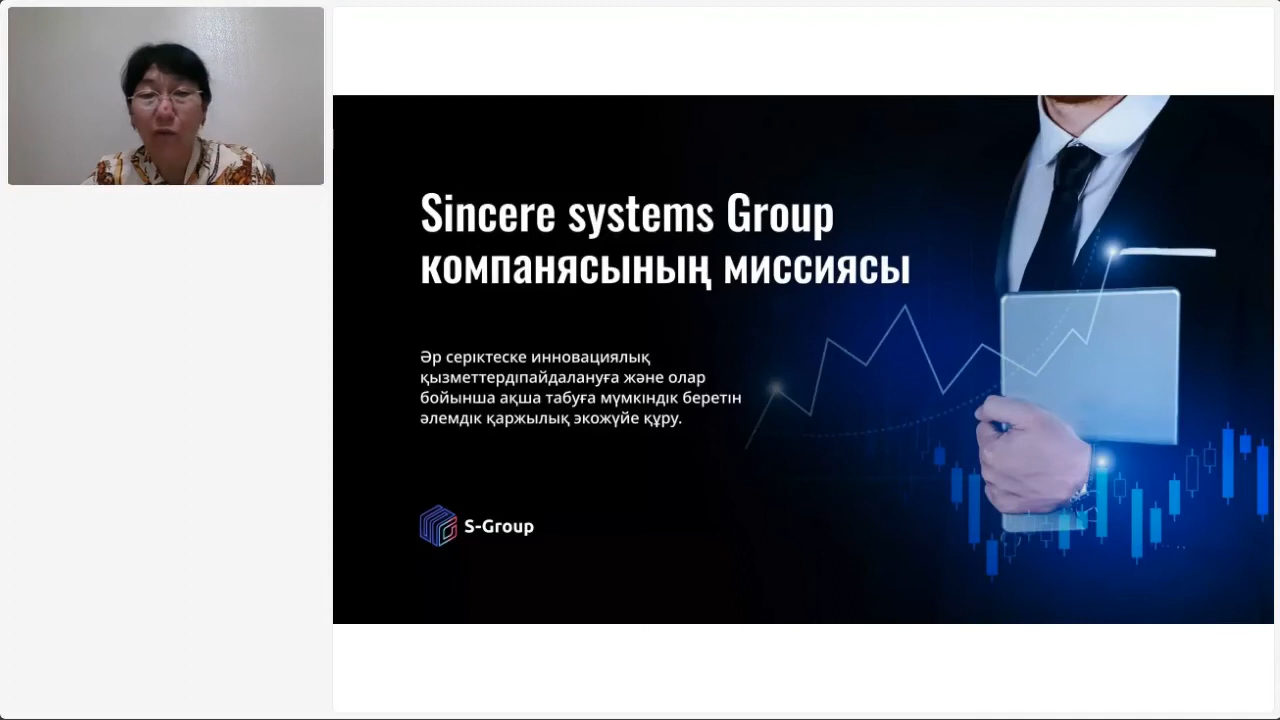 Sincere systems Group
компанясының миссиясы
Әр серіктеске инновациялық
қызметтердіпайдалануға және олар
бойынша ақша табуға мүмкіндік беретін
әлемдік қаржылық экожүйе құру.
S-Group